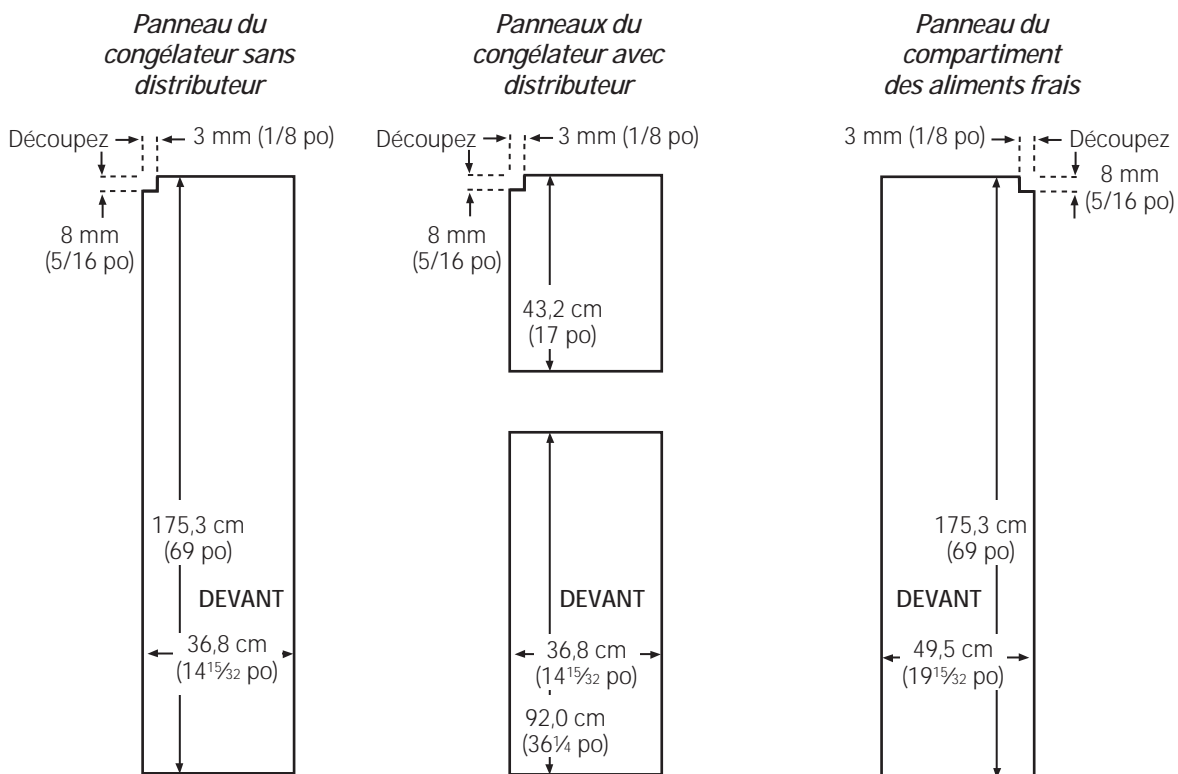 Panneau du
congélateur sans
distributeur
Découpez
3 mm (1/8 po)
8 mm
(5/16 po)
175,3 cm
(69 po)
DEVANT
36,8 cm
(14 15/32 po)
Panneaux du
congélateur avec
distributeur
Découpez
3 mm (1/8 po)
8 mm
(5/16 po)
43,2 cm
(17 po)
DEVANT
36,8 cm
(14 15/32 po)
92,0 cm
(36 1/4 po)
Panneau du
compartiment
des aliments frais
3 mm (1/8 po)
Découpez
8 mm
(5/16 po)
175,3 cm
(69 po)
DEVANT
49,5 cm
(19 15/32 po)